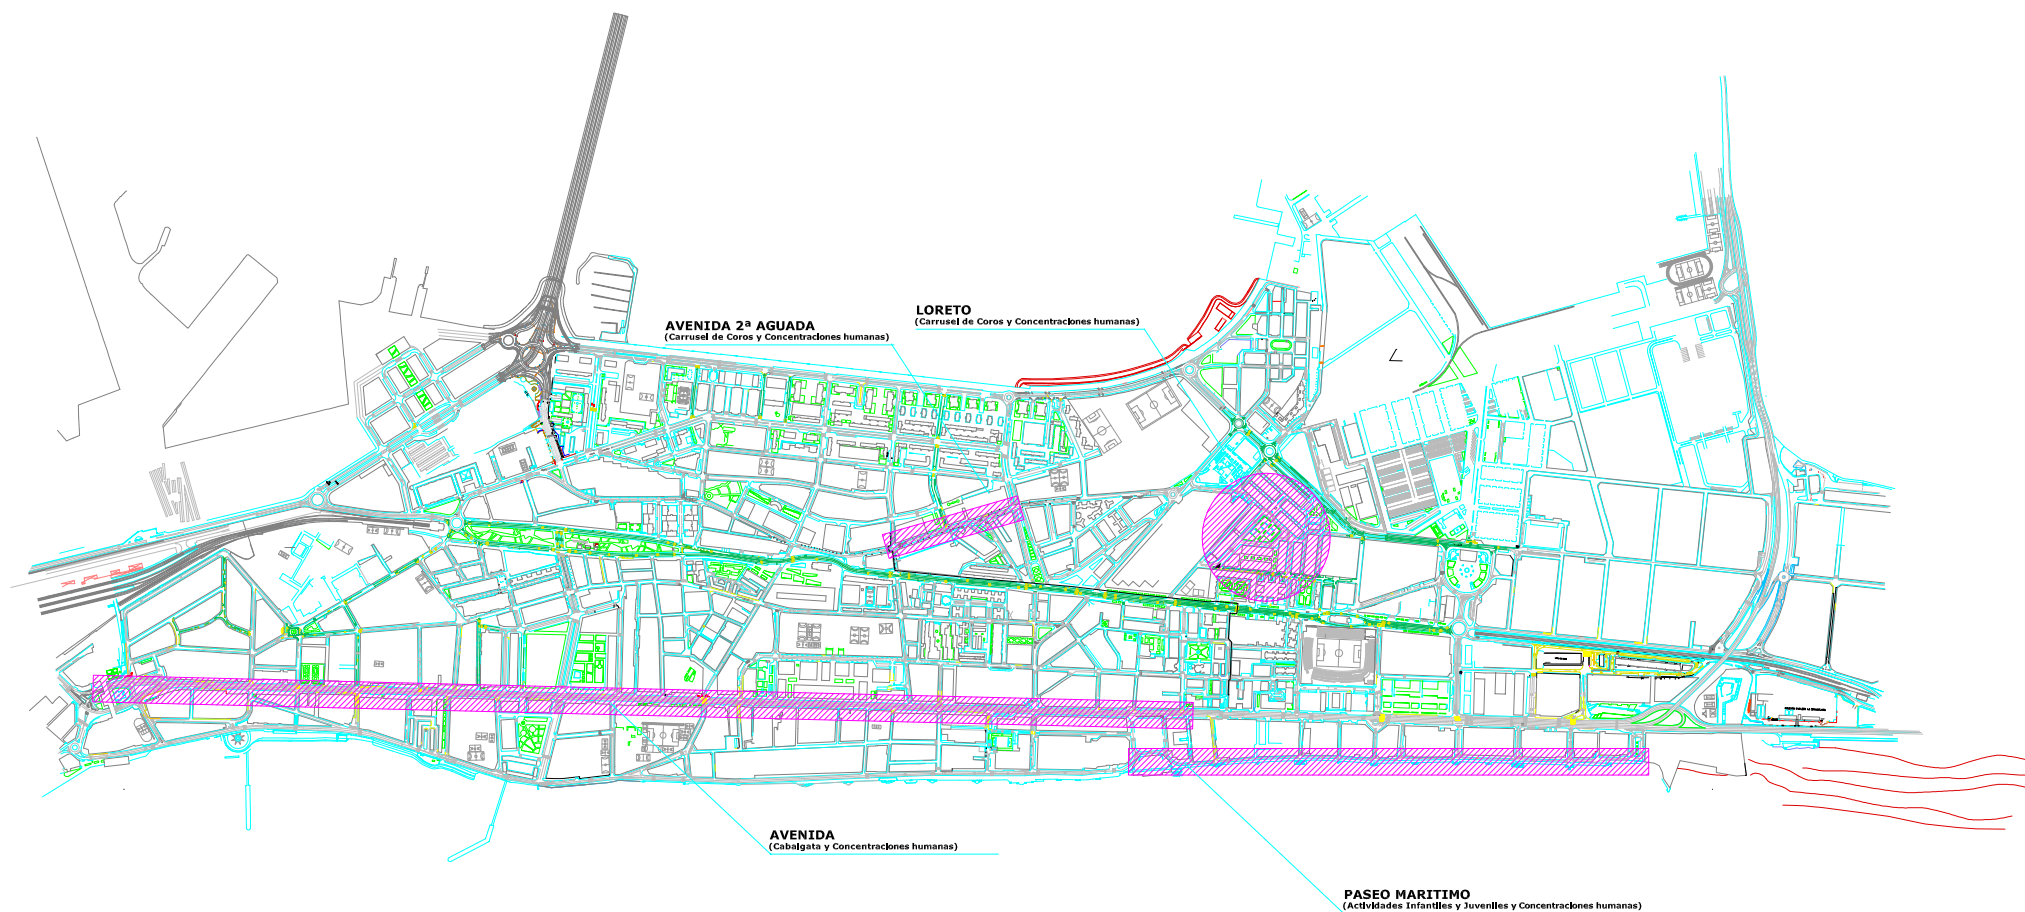 LORETO
(Carrusel de Coros y Concentraciones humanas)
AVENIDA 2ª AGUADA
(Carrusel de Coros y Concentraciones humanas)
AVENIDA
(Cabalgata y Concentraciones humanas)
PASEO MARITIMO
(Actividades Infantiles y Juveniles y Concentraciones humanas)